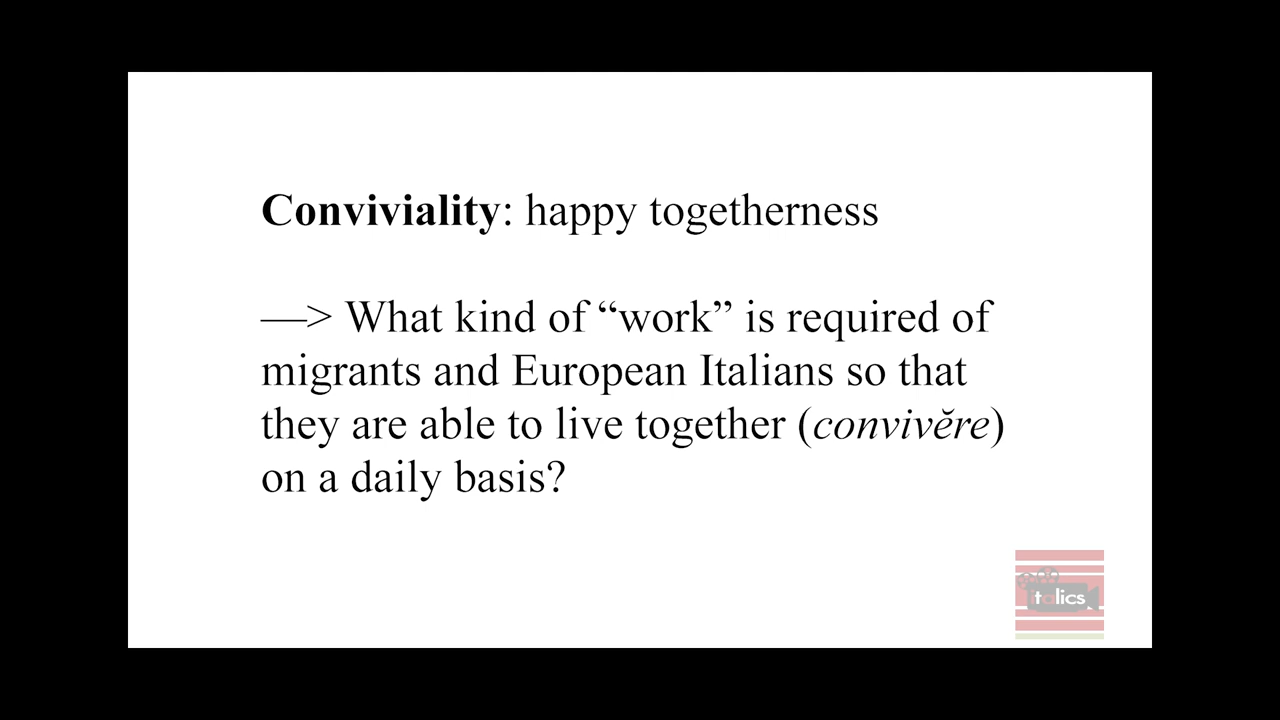 Conviviality: happy togetherness
—> What kind of “work” is required of
migrants and European Italians so that
they are able to live together (convivĕre)
on a daily basis?
italics